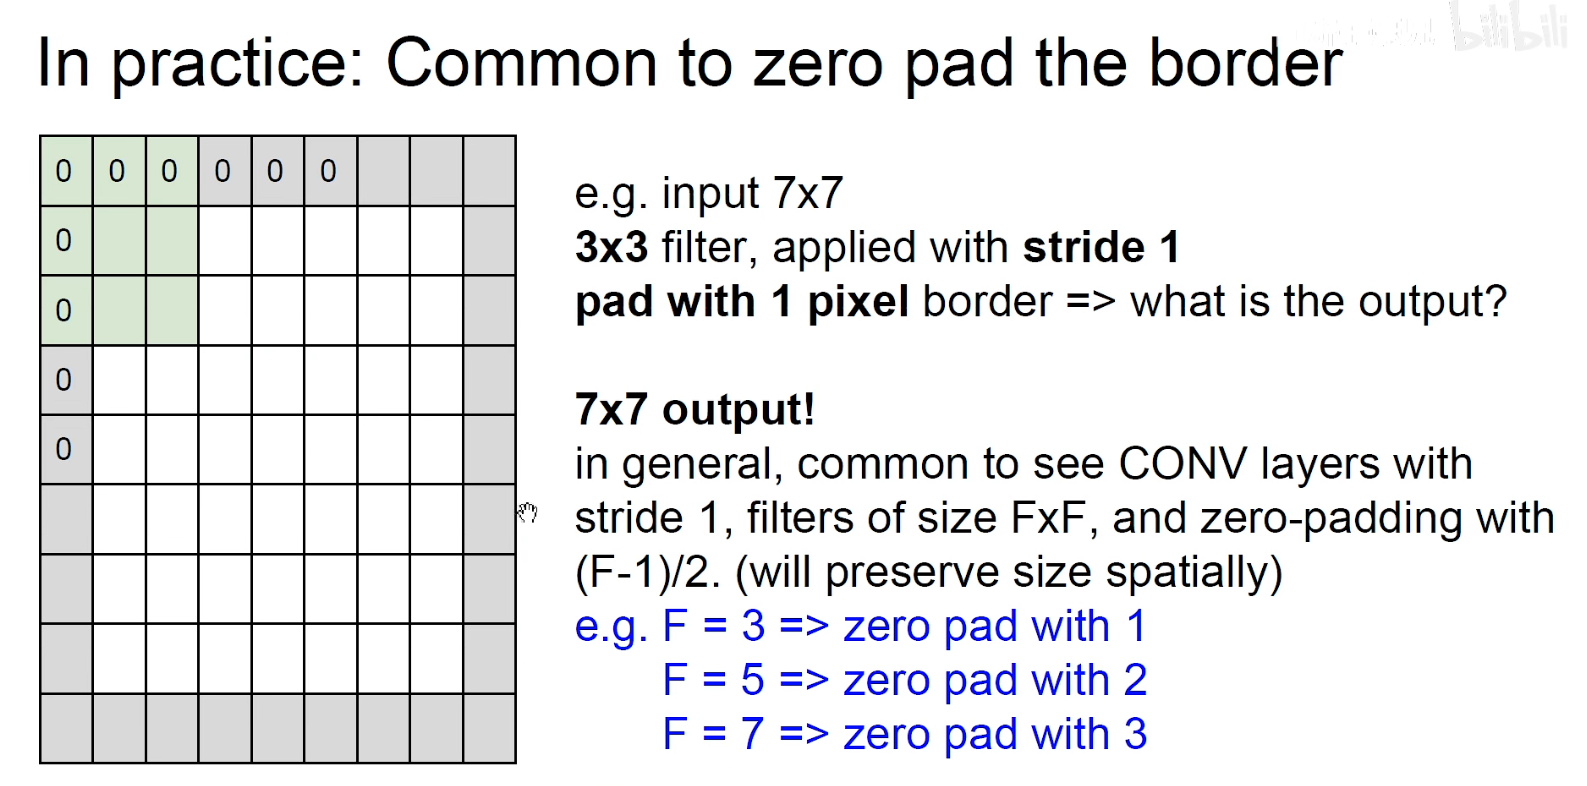 In practice: Common to zero pad the border
bilibili
0 0 0 0 0 0
0
0
0
0
e.g. input 7x7
3x3 filter, applied with stride 1
pad with 1 pixel border => what is the output?
7x7 output!
in general, common to see CONV layers with
stride 1, filters of size FxF, and zero-padding with
(F-1)/2. (will preserve size spatially)
e.g. F = 3 => zero pad with 1
F = 5 => zero pad with 2
F = 7 => zero pad with 3